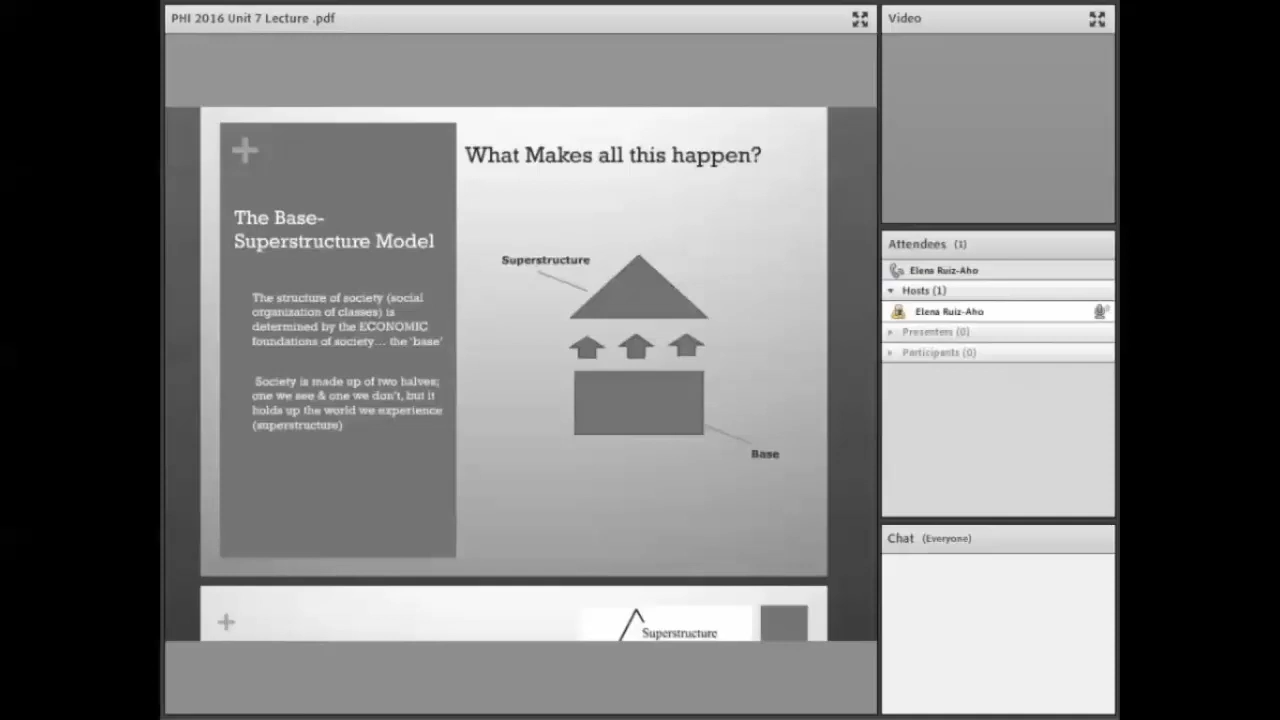 PHI 2016 Unit 7 Lecture .pdf
What Makes all this happen?
The Base-
Superstructure Model
The structure of society (social
organization of classes) is
determined by the ECONOMIC
foundations of society... the 'base'
Society is made up of two halves;
one we see & one we don't, but it
holds up the world we experience
(superstructure)
Superstructure
Base
Superstructure
Video
Attendees (1)
Elena Ruiz-Aho
Hosts (1)
Elena Ruiz-Aho
Presenters (0)
Participants (0)
Chat (Everyone)